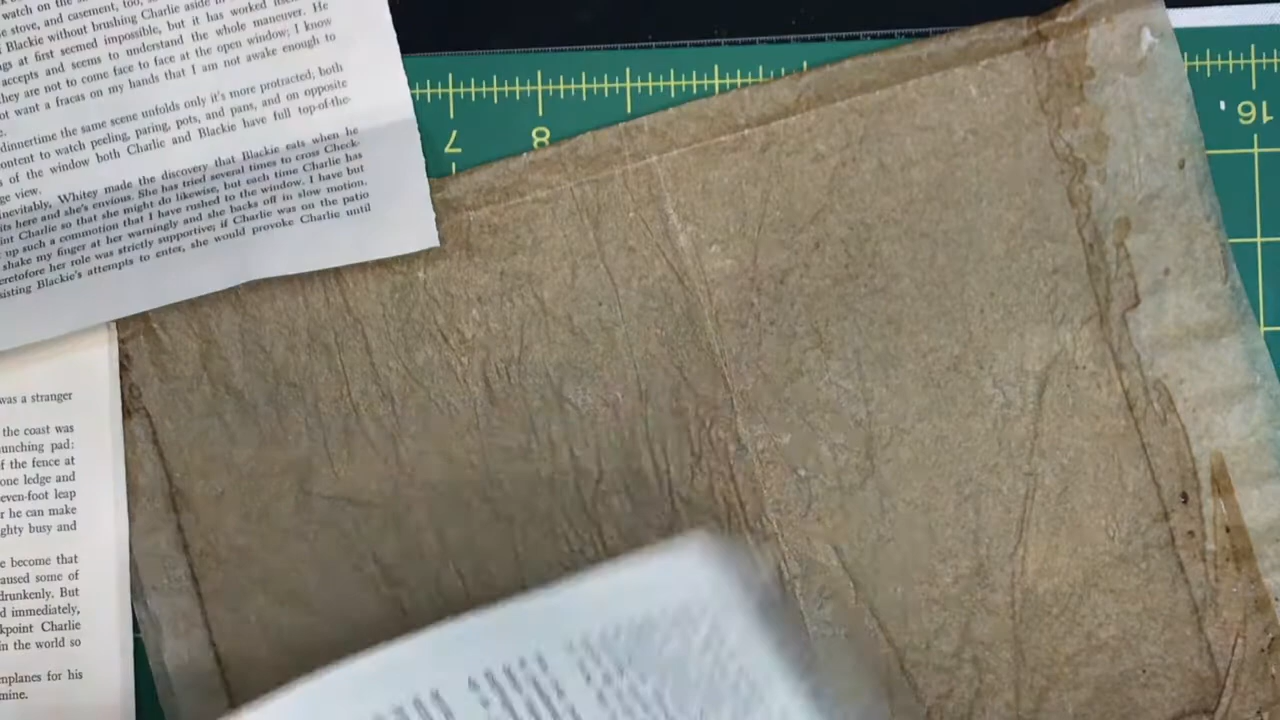 watch on the
e stove, and casement, too,
Blackie without brushing Charlie aside
gs at first seemed impossible, but it has worked
accepts and seems to understand the whole maneuver. He
they are not to come face to face at the open window; I know
ot want a fracas on my hands that I am not awake enough to
dinnertime the same scene unfolds only it's more protracted; both
ontent to watch peeling, paring, pots, and pans, and on opposite
s of the window both Charlie and Blackie have full top-of-the-
ge view.
nevitably, Whitey made the discovery that Blackie eats when he
its here and she's envious. She has tried several times to cross Check-
int Charlie so that she might do likewise, but each time Charlie has
up such a commotion that I have rushed to the window. I have but
shake my finger at her warningly and she backs off in slow motion.
eretofore her role was strictly supportive; if Charlie was on the patio
sisting Blackie's attempts to enter, she would provoke Charlie until
was a stranger
the coast was
unching pad:
f the fence at
one ledge and
even-foot leap
r he can make
ghty busy and
e become that
aused some of
drunkenly. But
d immediately,
kpoint Charlie
in the world so
nplanes for his
mine.
7 8 16